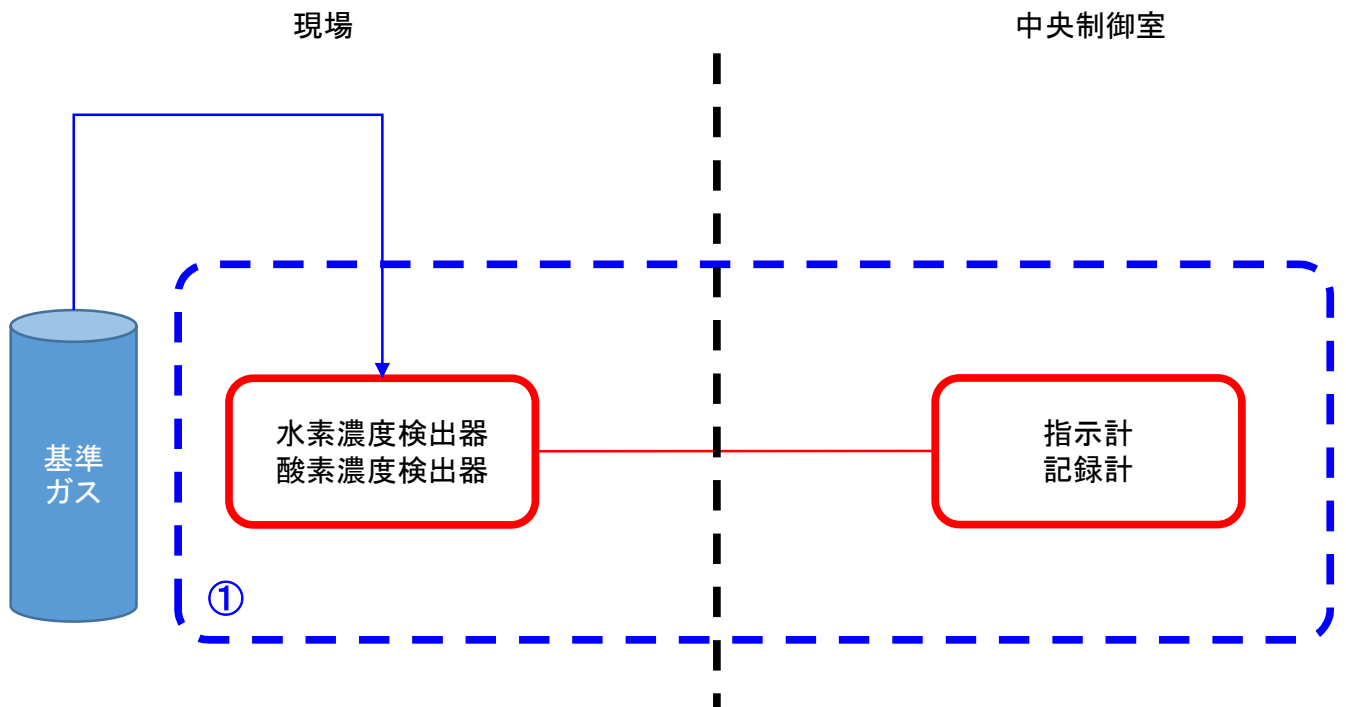 現場
中央制御室
水素濃度検出器
酸素濃度検出器
指示計
記録計
基準
ガス
①